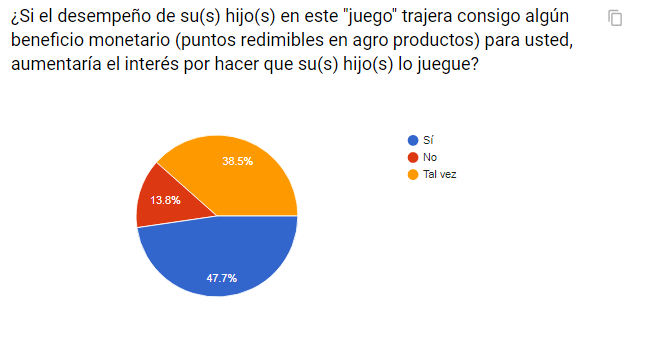 ¿Si el desempeño de su(s) hijo(s) en este "juego" trajera consigo algún
beneficio monetario (puntos redimibles en agro productos) para usted,
aumentaría el interés por hacer que su(s) hijo(s) lo juegue?
Sí
No
Tal vez
38.5%
13.8%
47.7%